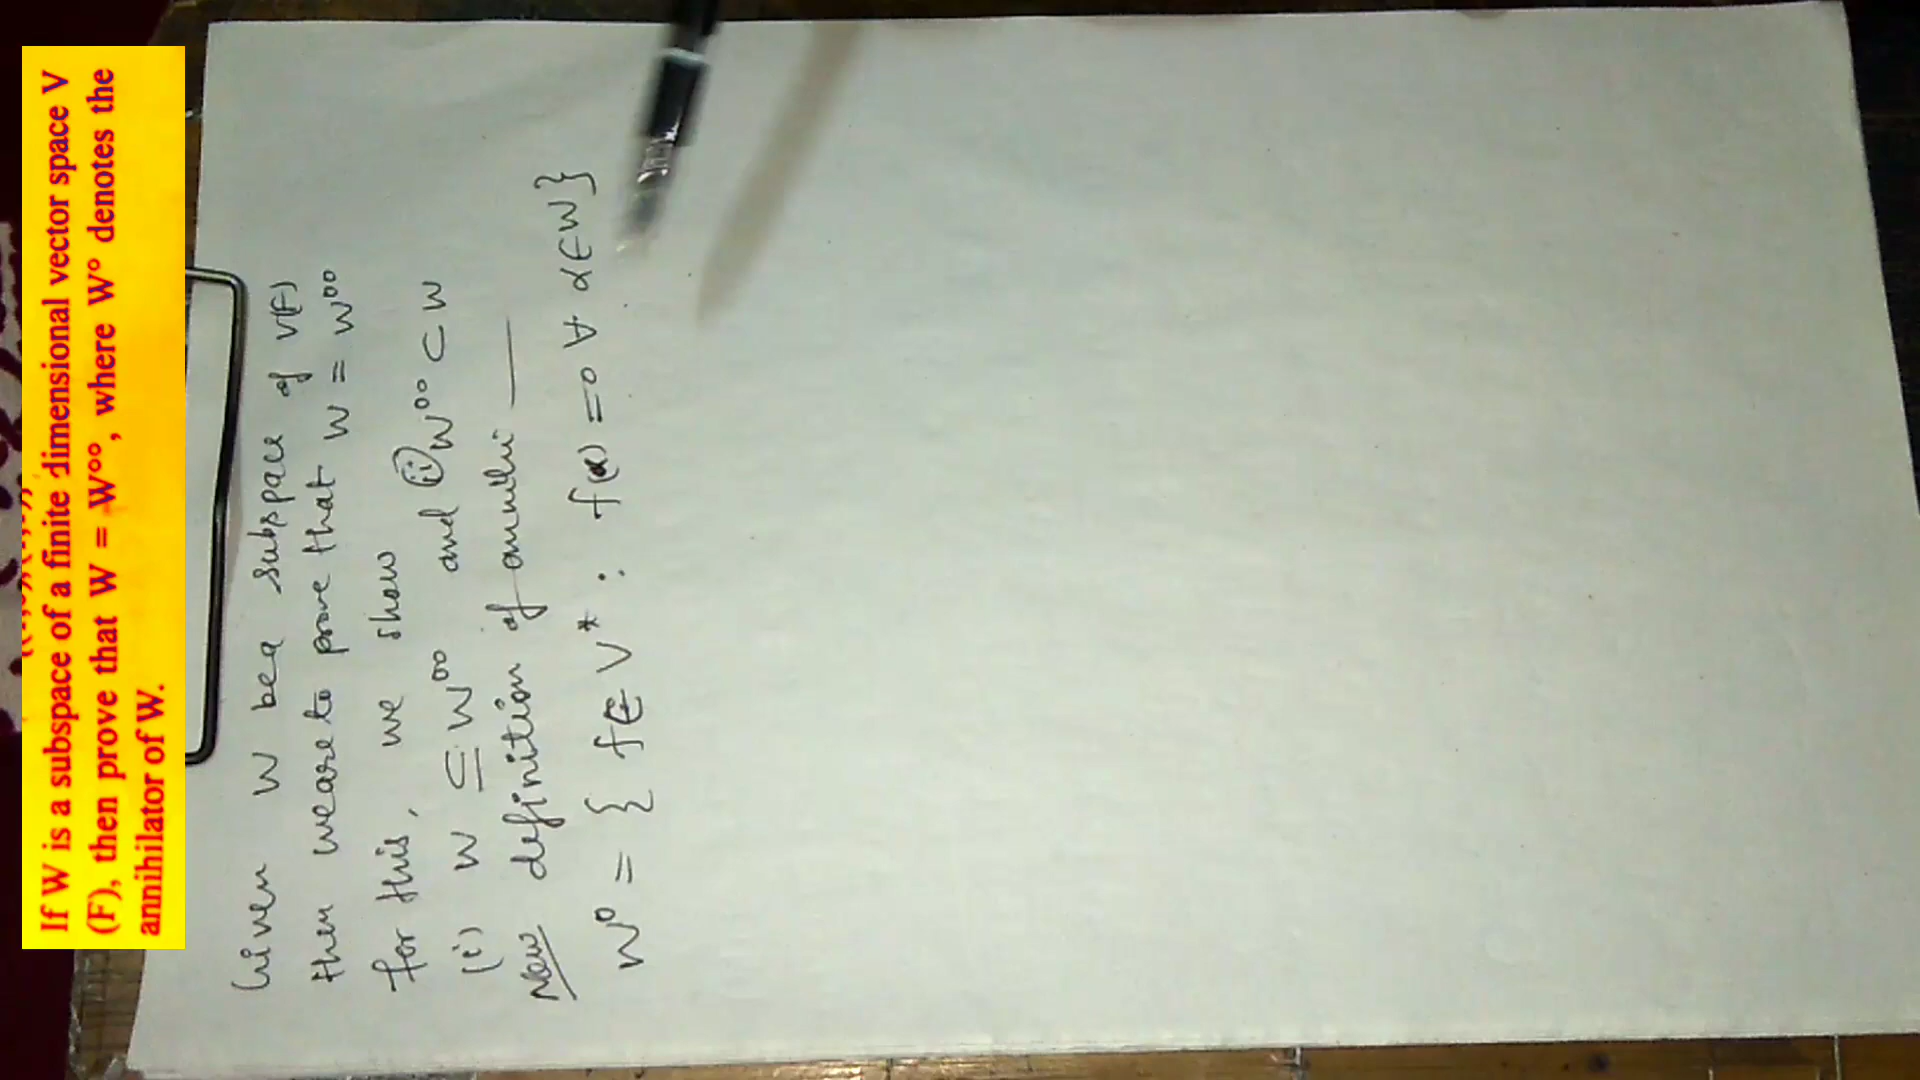 If W is a subspace of a finite dimensional vector space V
(F), then prove that W = W°°, where W° denotes the
annihilator of W.
Given W be a subspace of V(F)
then we are to prove that W = W°°
for this, we show
(i) W ⊆ W°° and (ii) W°° ⊂ W
Now definition of
W° = { f ∈ V* : f(α) = 0 ∀ α ∈ W }